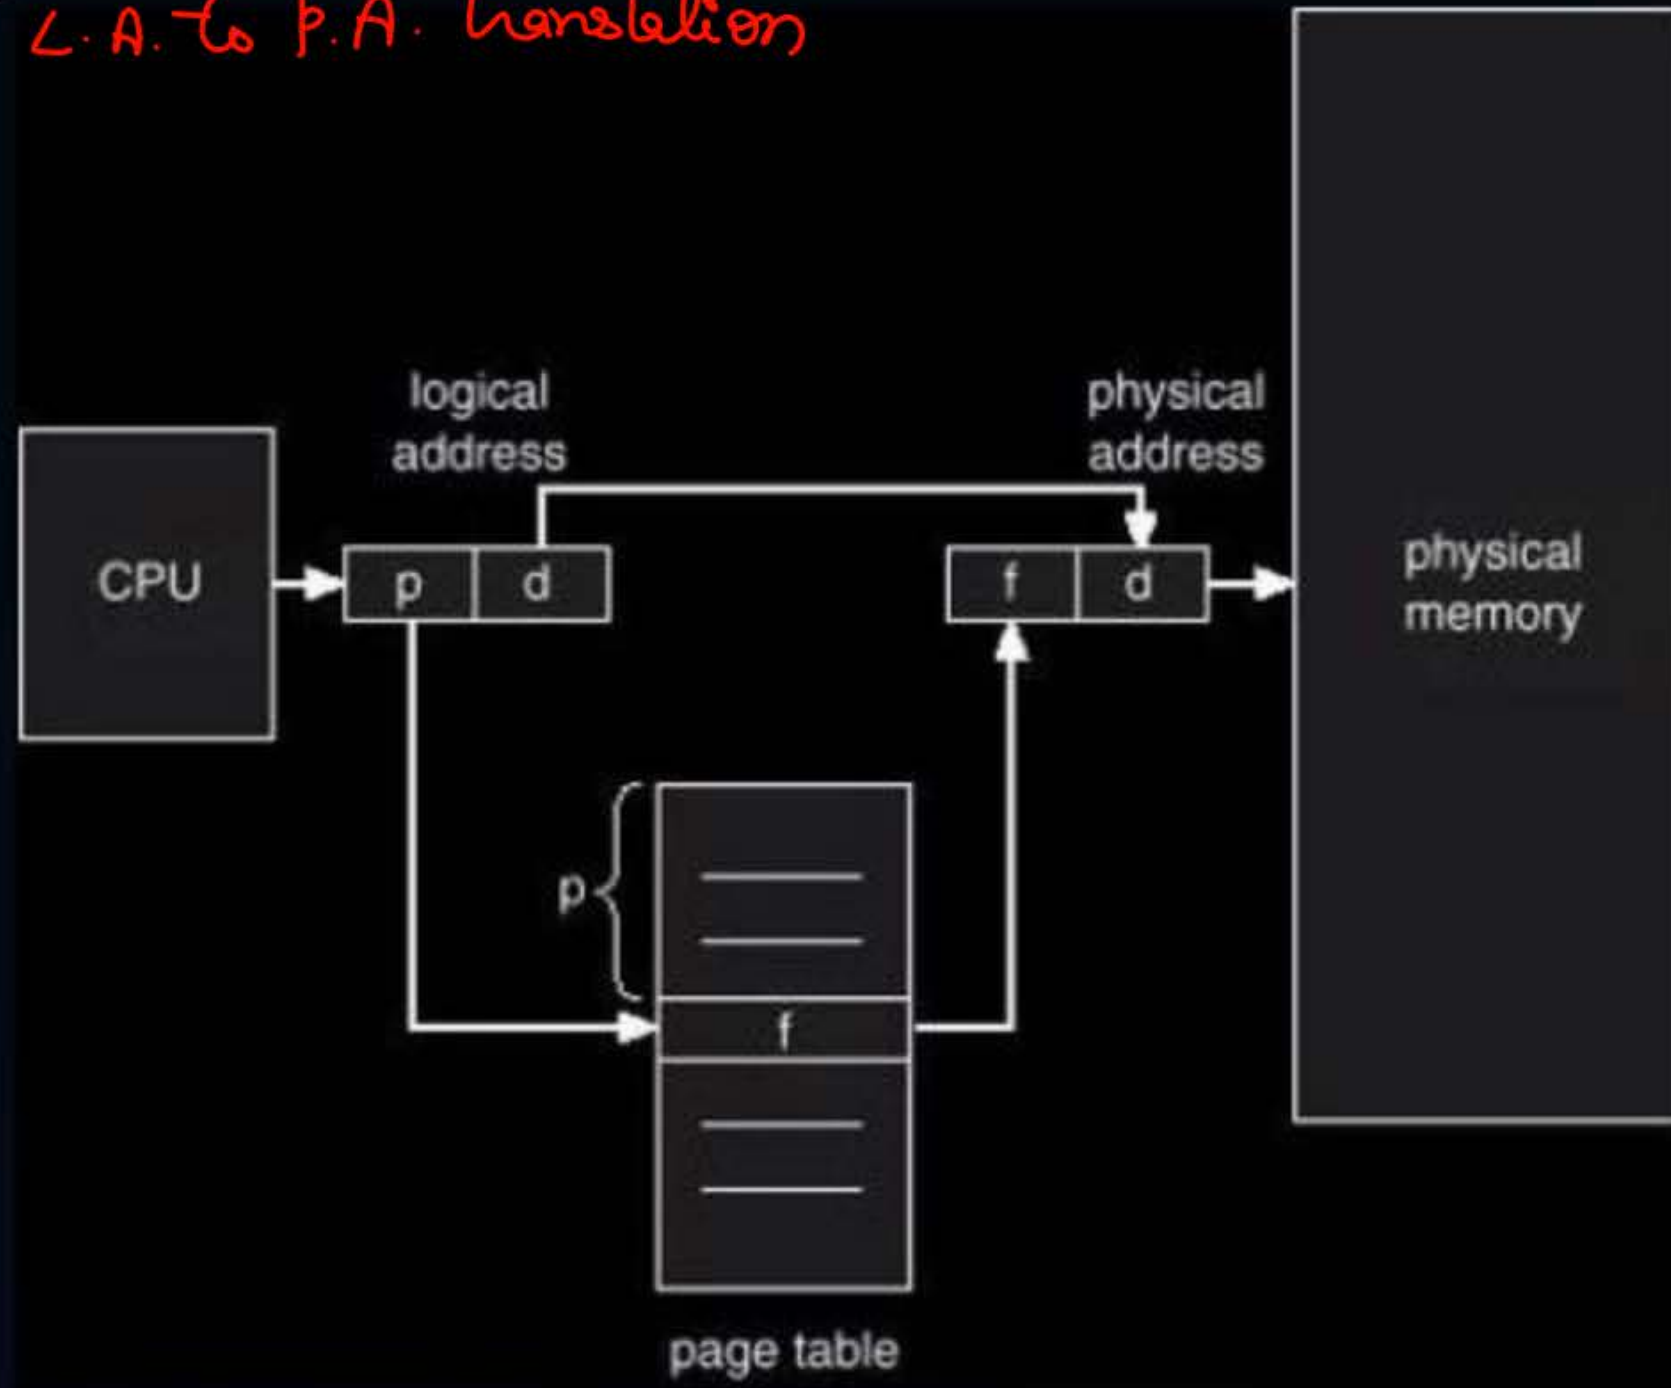 L.A. to P.A. translation
logical
address
physical
address
CPU
p
d
f
d
physical
memory
p
f
page table